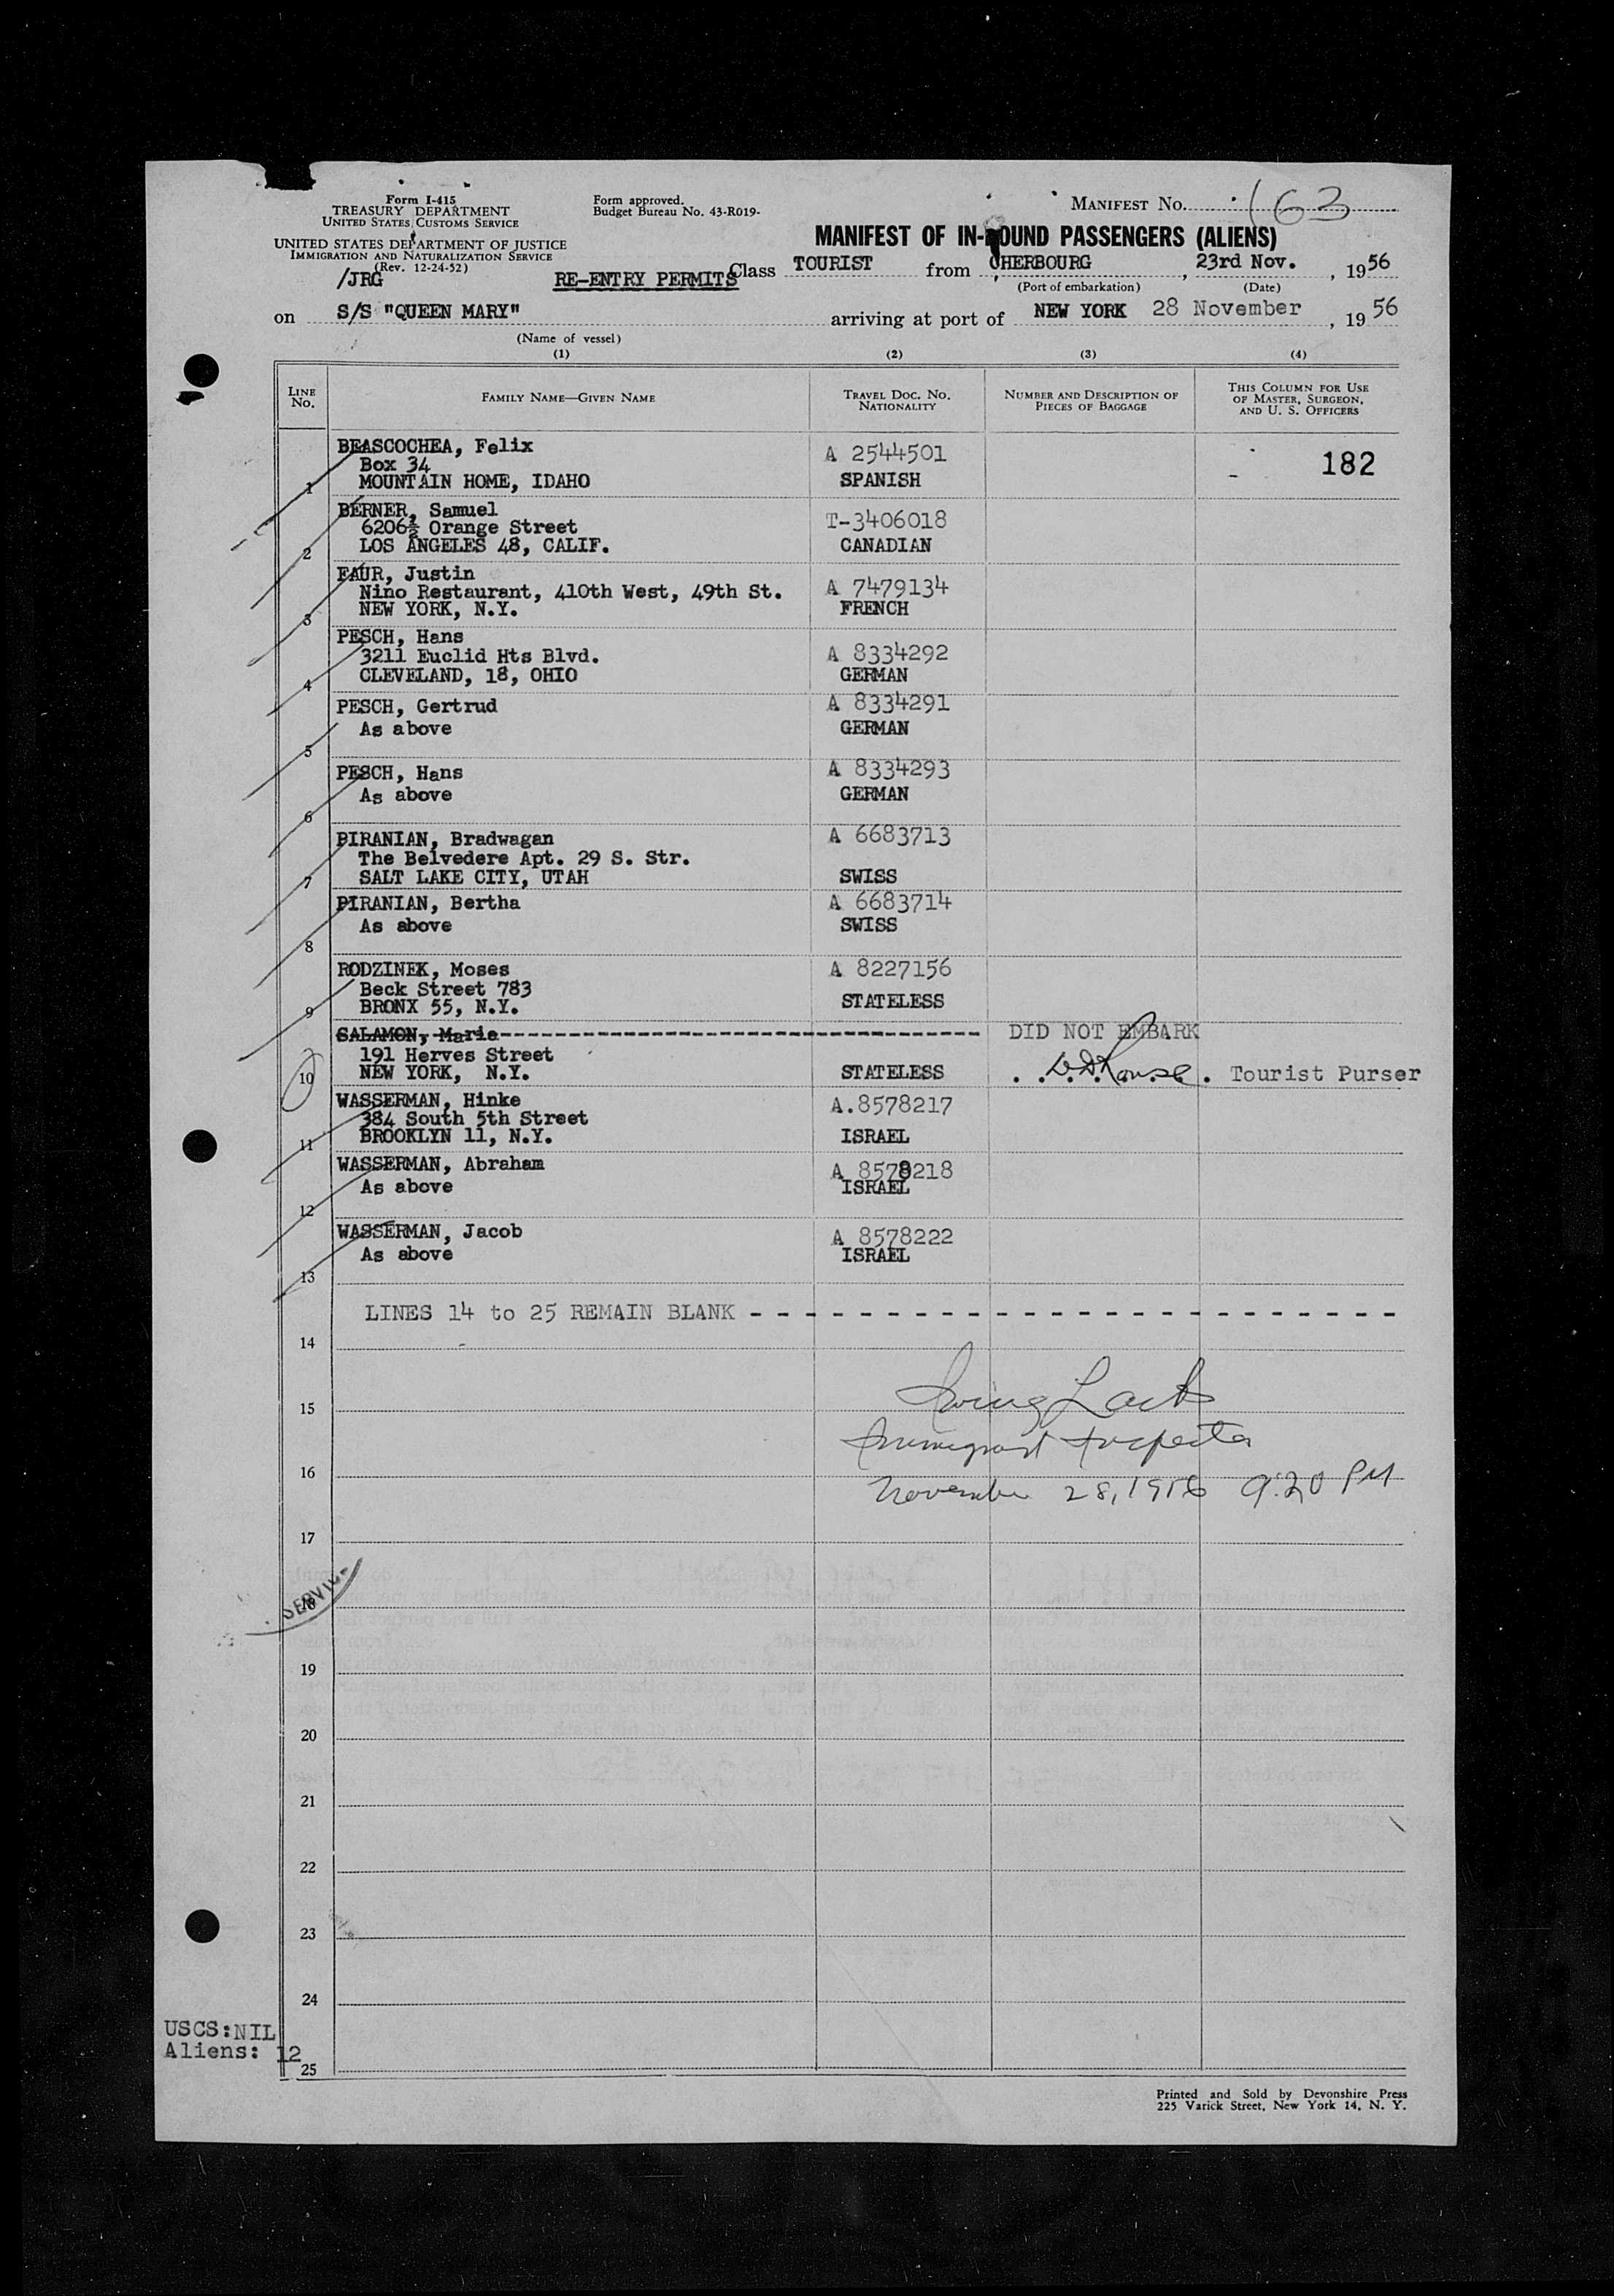 Form I-415
TREASURY DEPARTMENT
UNITED STATES CUSTOMS SERVICE
UNITED STATES DEPARTMENT OF JUSTICE
IMMIGRATION AND NATURALIZATION SERVICE
(Rev. 12-24-52)
/JRG
Form approved.
Budget Bureau No. 43-R019-
MANIFEST NO. 163
MANIFEST OF IN-BOUND PASSENGERS (ALIENS)
RE-ENTRY PERMITS Class TOURIST from CHERBOURG, 23rd Nov., 1956
(Port of embarkation) (Date)
on S/S "QUEEN MARY" arriving at port of NEW YORK 28 November, 1956
(Name of vessel)
(1) (2) (3) (4)
LINE No. FAMILY NAME—GIVEN NAME TRAVEL DOC. NO. NATIONALITY NUMBER AND DESCRIPTION OF PIECES OF BAGGAGE THIS COLUMN FOR USE OF MASTER, SURGEON, AND U. S. OFFICERS
BEASCOCHEA, Felix A 2544501 182
Box 34
1 MOUNTAIN HOME, IDAHO SPANISH
BERNER, Samuel T-3406018
6206½ Orange Street
2 LOS ANGELES 48, CALIF. CANADIAN
FAUR, Justin A 7479134
Nino Restaurant, 410th West, 49th St.
3 NEW YORK, N.Y. FRENCH
PESCH, Hans A 8334292
3211 Euclid Hts Blvd.
4 CLEVELAND, 18, OHIO GERMAN
PESCH, Gertrud A 8334291
As above GERMAN
5
PESCH, Hans A 8334293
As above GERMAN
6
PIRANIAN, Bradwagan A 6683713
The Belvedere Apt. 29 S. Str.
7 SALT LAKE CITY, UTAH SWISS
PIRANIAN, Bertha A 6683714
As above SWISS
8
RODZINEK, Moses A 8227156
Beck Street 783
9 BRONX 55, N.Y. STATELESS
SALAMON, Marie DID NOT EMBARK
191 Herves Street
10 NEW YORK, N.Y. STATELESS Tourist Purser
WASSERMAN, Hinke A.8578217
384 South 5th Street
11 BROOKLYN 11, N.Y. ISRAEL
WASSERMAN, Abraham A 8578218
As above ISRAEL
12
WASSERMAN, Jacob A 8578222
As above ISRAEL
13
LINES 14 to 25 REMAIN BLANK - - - - - - - - - - - - - - - - - - - - - - - -
14
Irving
15
Immigrant Inspector
16
November 28, 1956 9:20 PM
17
SERVIC
18
19
20
21
22
23
24
USCS:NIL
Aliens: 12
25
Printed and Sold by Devonshire Press
225 Varick Street, New York 14, N. Y.